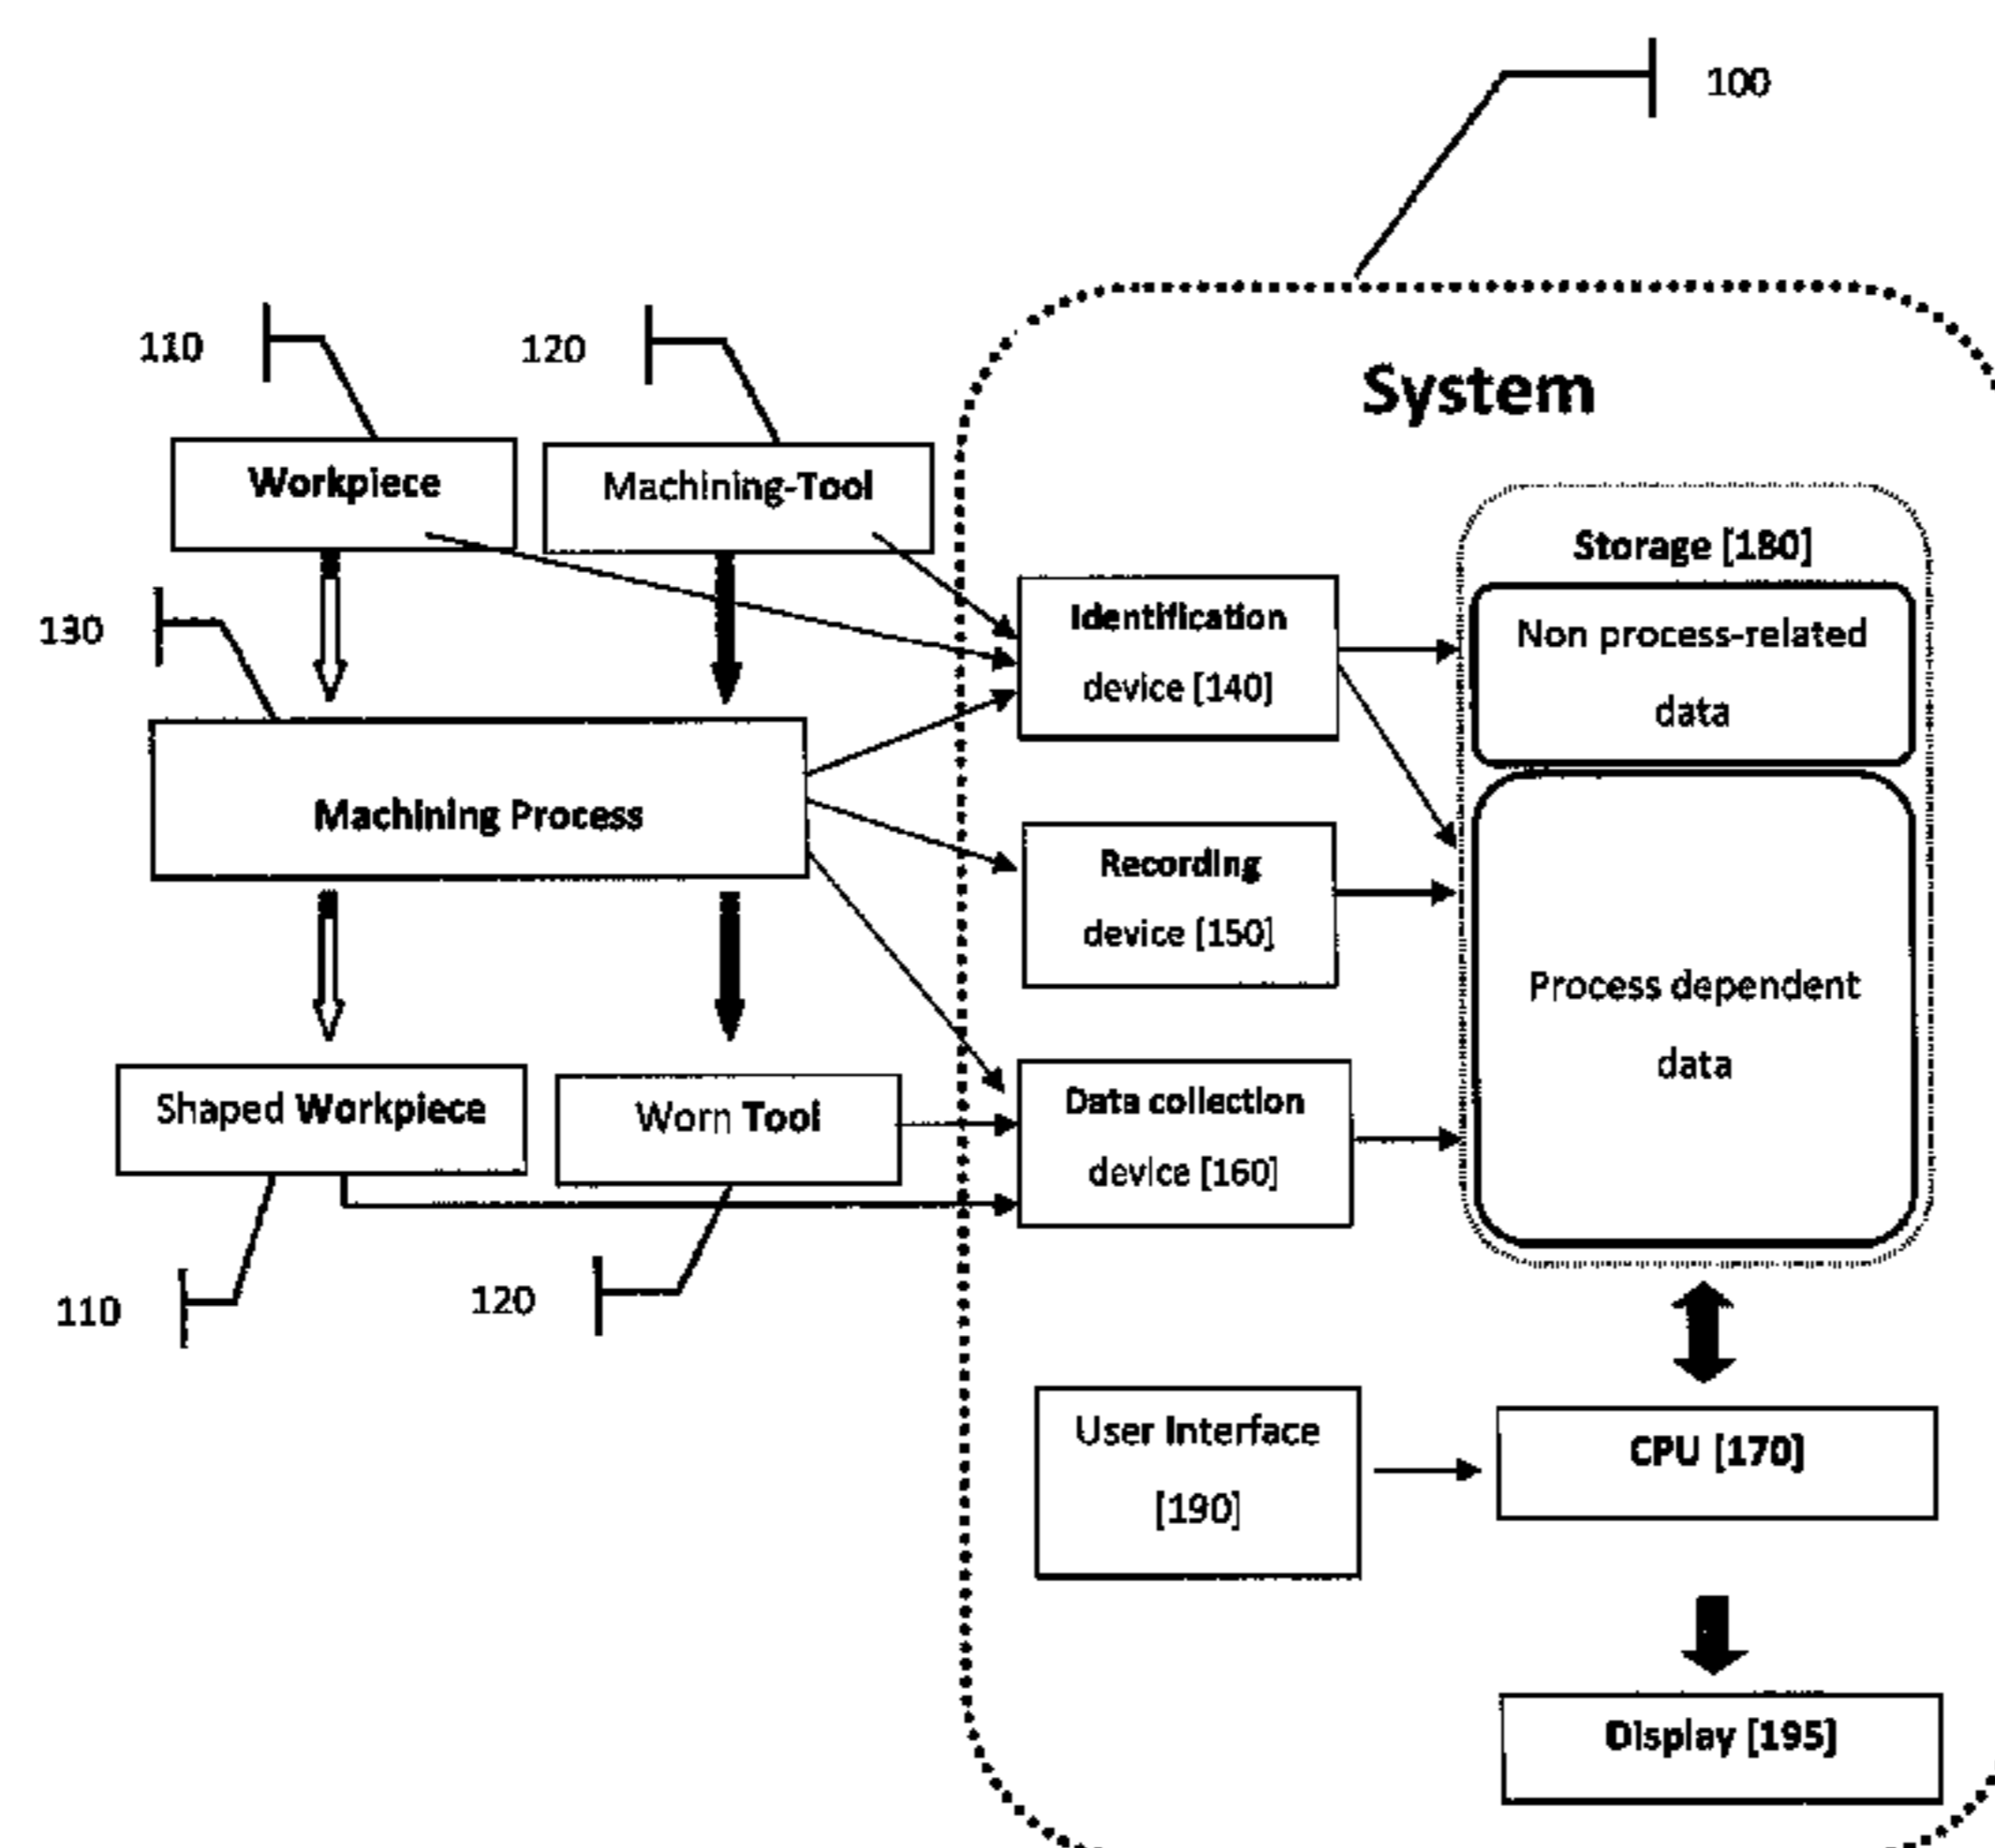 100
110
120
System
Workpiece
Machining-Tool
Storage [180]
Identification
device [140]
Non process-related
data
130
Machining Process
Recording
device [150]
Process dependent
data
Shaped Workpiece
Worn Tool
Data collection
device [160]
110
120
User Interface
[190]
CPU [170]
Display [195]